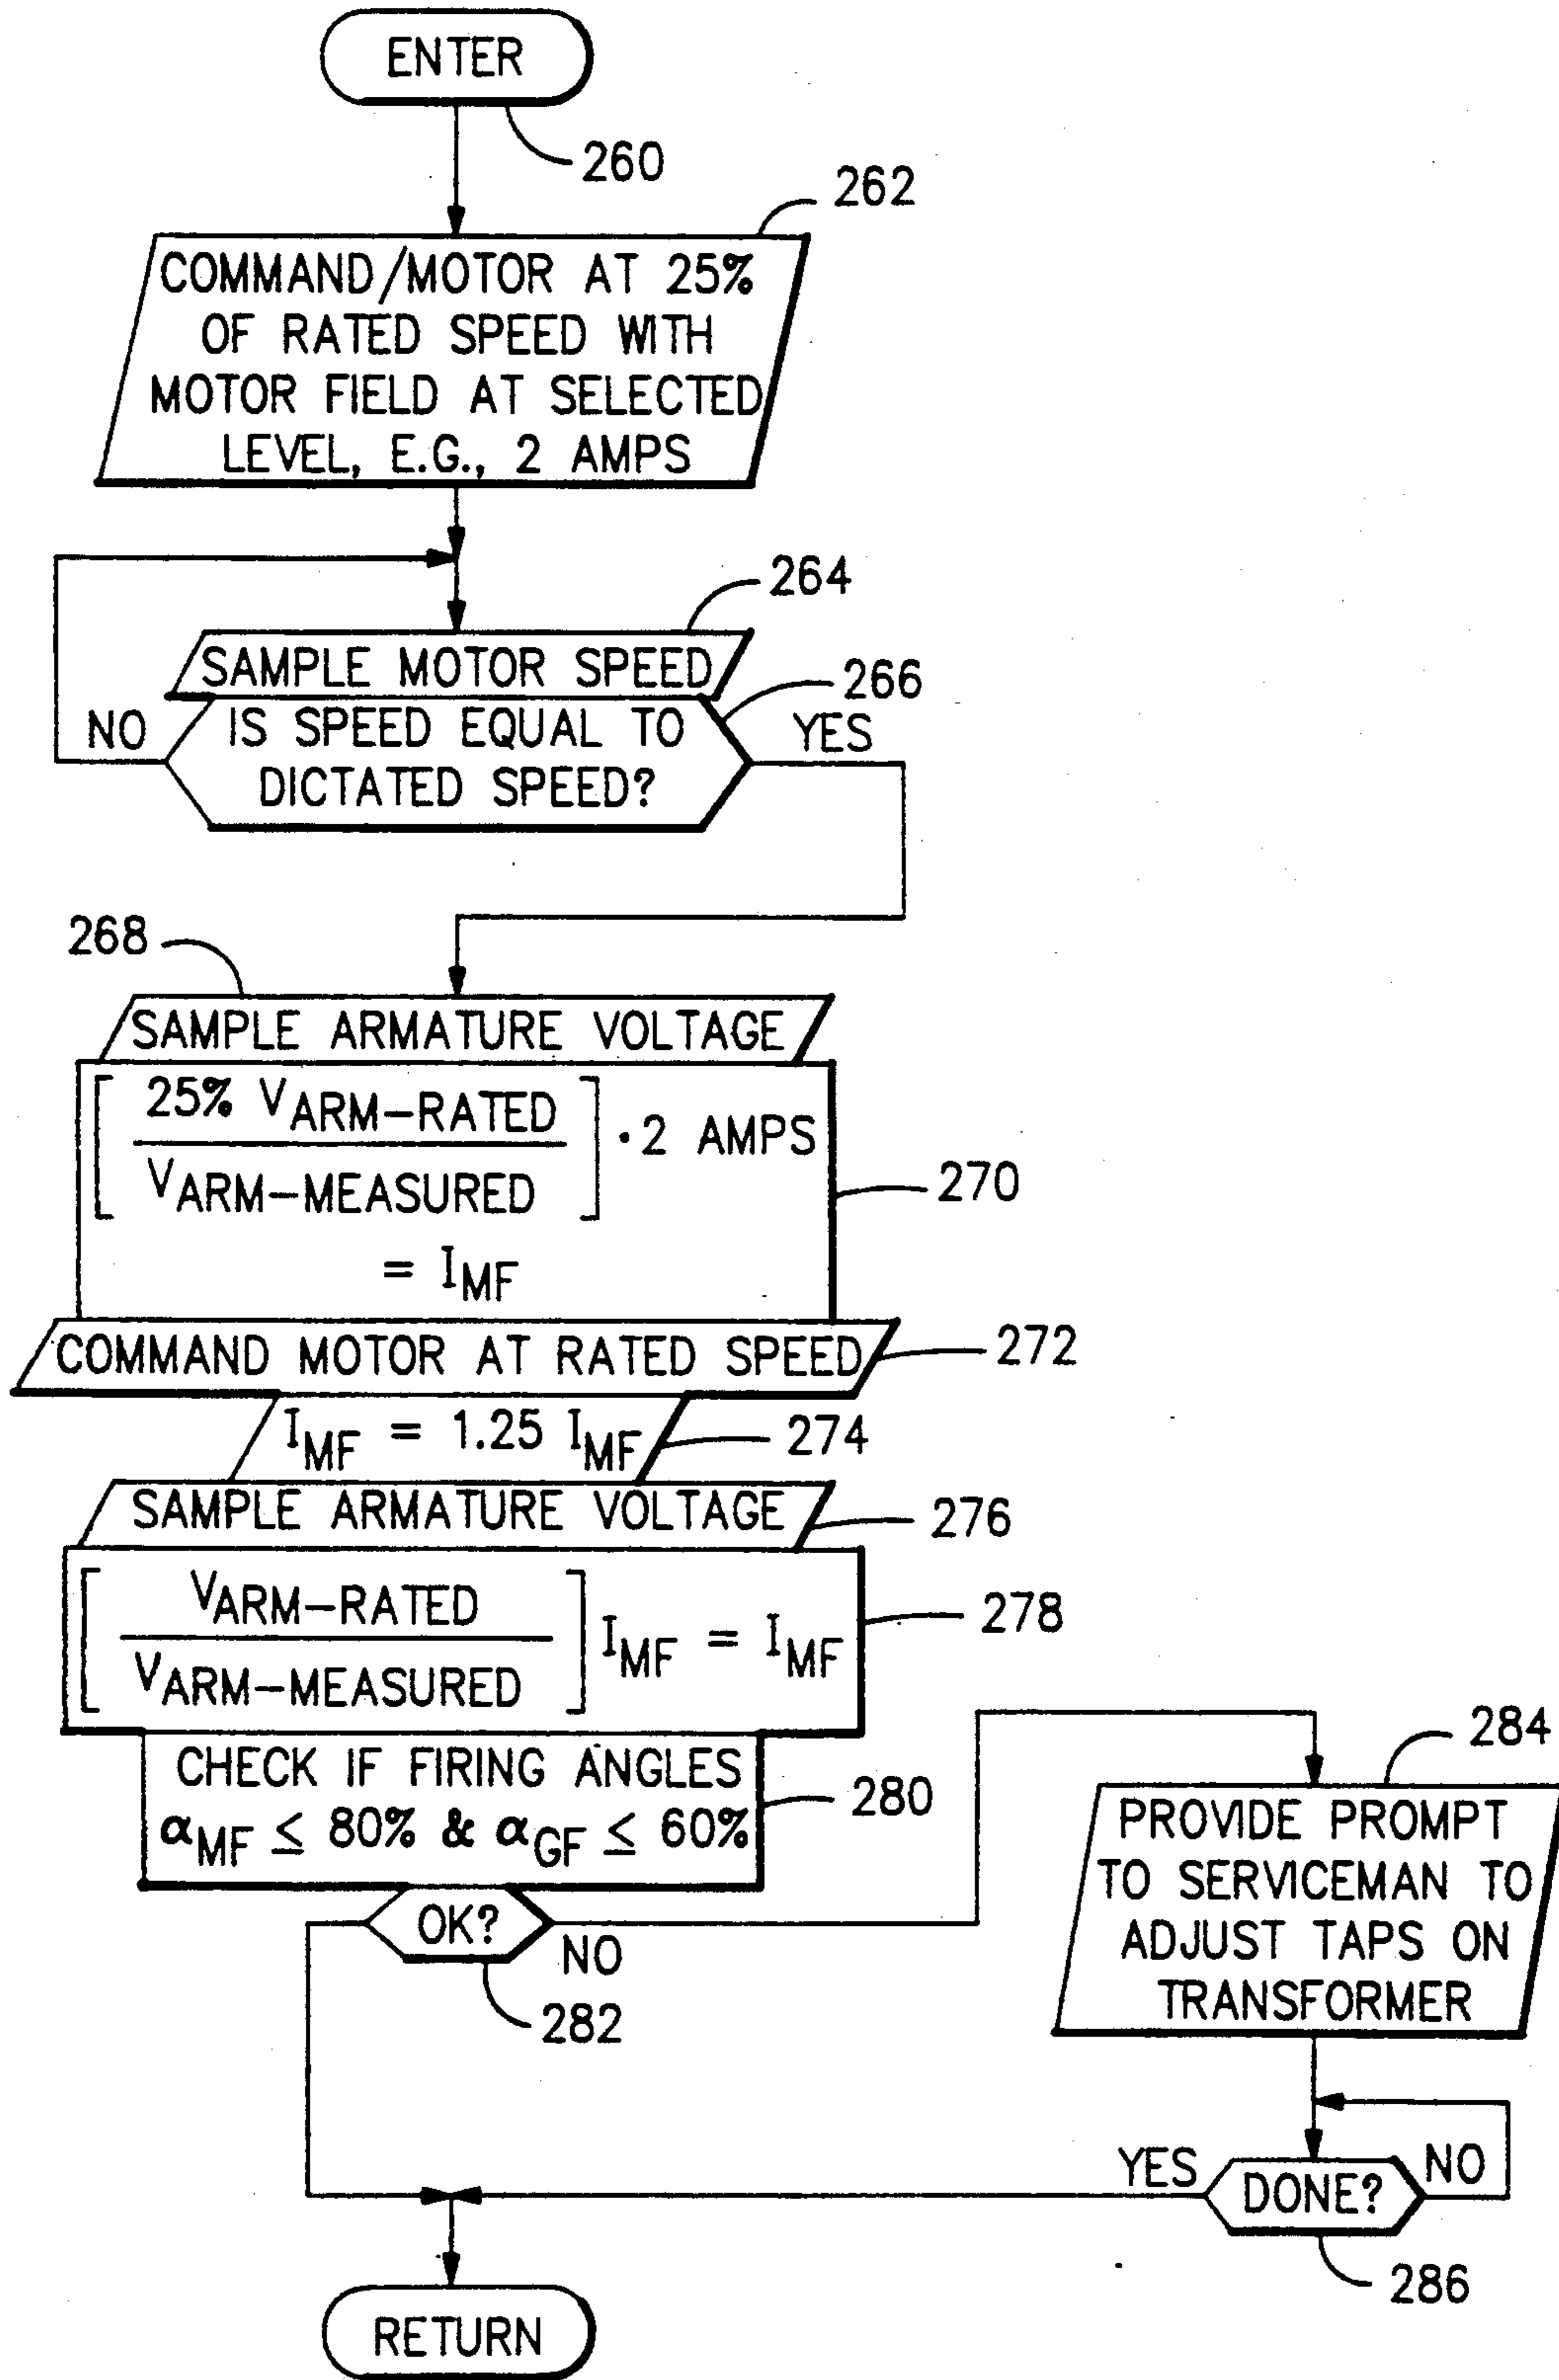 ENTER
260
262
COMMAND/MOTOR AT 25%
OF RATED SPEED WITH
MOTOR FIELD AT SELECTED
LEVEL, E.G., 2 AMPS
264
SAMPLE MOTOR SPEED
266
NO
IS SPEED EQUAL TO
DICTATED SPEED?
YES
268
SAMPLE ARMATURE VOLTAGE
[ 25% VARM-RATED / VARM-MEASURED ] · 2 AMPS
= IMF
270
COMMAND MOTOR AT RATED SPEED
272
IMF = 1.25 IMF
274
SAMPLE ARMATURE VOLTAGE
276
[ VARM-RATED / VARM-MEASURED ] IMF = IMF
278
CHECK IF FIRING ANGLES
αMF ≤ 80% & αGF ≤ 60%
280
OK?
NO
282
284
PROVIDE PROMPT
TO SERVICEMAN TO
ADJUST TAPS ON
TRANSFORMER
YES
DONE?
NO
286
RETURN